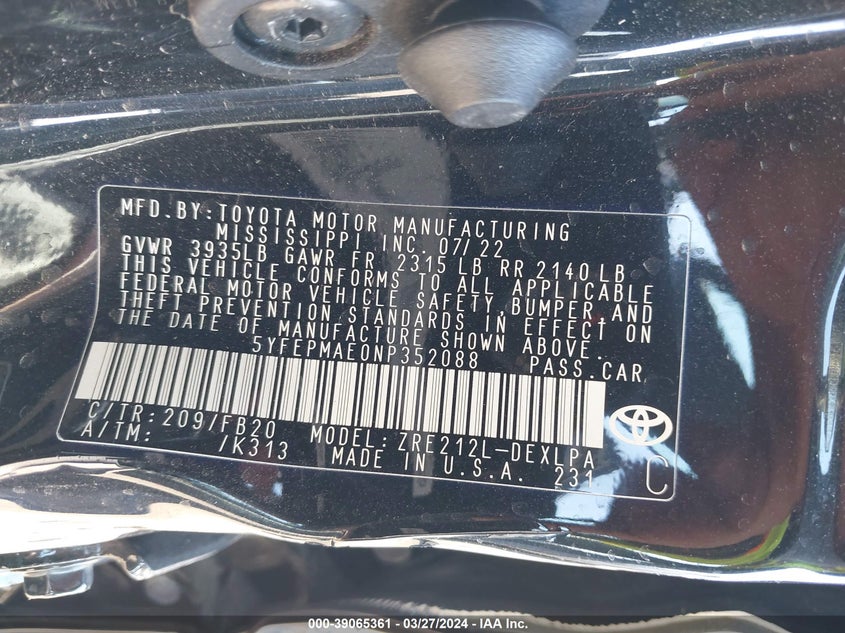 MFD.BY:TOYOTA MOTOR MANUFACTURING
MISSISSIPPI INC. 07/22
GVWR 3935LB GAWR FR 2315 LB RR 2140 LB
THIS VEHICLE CONFORMS TO ALL APPLICABLE
FEDERAL MOTOR VEHICLE SAFETY,BUMPER,AND
THEFT PREVENTION STANDARDS IN EFFECT ON
THE DATE OF MANUFACTURE SHOWN ABOVE.
5YFEPMAE0NP352088 PASS.CAR
C/TR:209/FB20 MODEL:ZRE212L-DEXLPA
A/TM: /K313 MADE IN U.S.A. 231
C
000-39065361 | 03/27/2024 | IAA Inc.